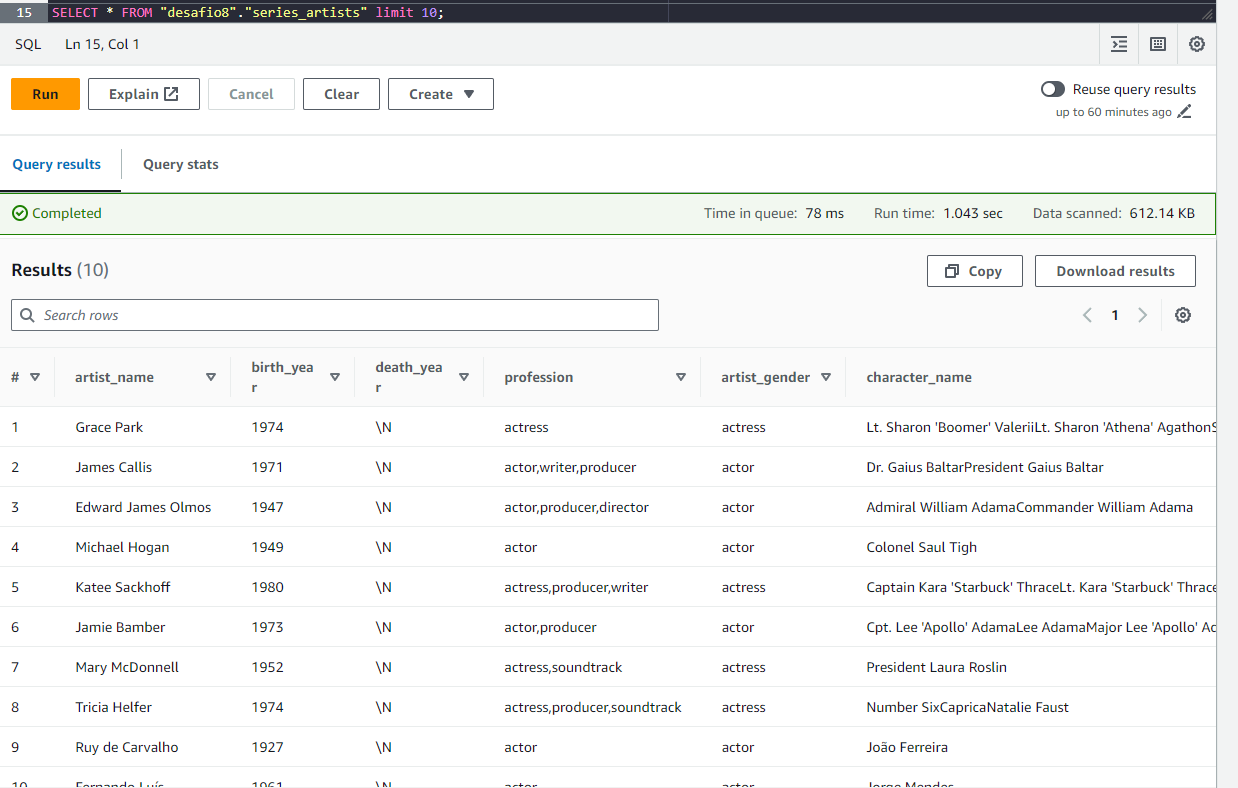 15 SELECT * FROM "desafio8"."series_artists" limit 10;
SQL Ln 15, Col 1
Run Explain Cancel Clear Create
Reuse query results
up to 60 minutes ago
Query results Query stats
Completed Time in queue: 78 ms Run time: 1.043 sec Data scanned: 612.14 KB
Results (10) Copy Download results
Search rows 1
# artist_name birth_yea
r death_yea
r profession artist_gender character_name
1 Grace Park 1974 \N actress actress Lt. Sharon 'Boomer' ValeriiLt. Sharon 'Athena' AgathonS
2 James Callis 1971 \N actor,writer,producer actor Dr. Gaius BaltarPresident Gaius Baltar
3 Edward James Olmos 1947 \N actor,producer,director actor Admiral William AdamaCommander William Adama
4 Michael Hogan 1949 \N actor actor Colonel Saul Tigh
5 Katee Sackhoff 1980 \N actress,producer,writer actress Captain Kara 'Starbuck' ThraceLt. Kara 'Starbuck' Thrace
6 Jamie Bamber 1973 \N actor,producer actor Cpt. Lee 'Apollo' AdamaLee AdamaMajor Lee 'Apollo' Ad
7 Mary McDonnell 1952 \N actress,soundtrack actress President Laura Roslin
8 Tricia Helfer 1974 \N actress,producer,soundtrack actress Number SixCapricaNatalie Faust
9 Ruy de Carvalho 1927 \N actor actor João Ferreira
10 Fernando Luís 1961 \N actor actor Jorge Mendes